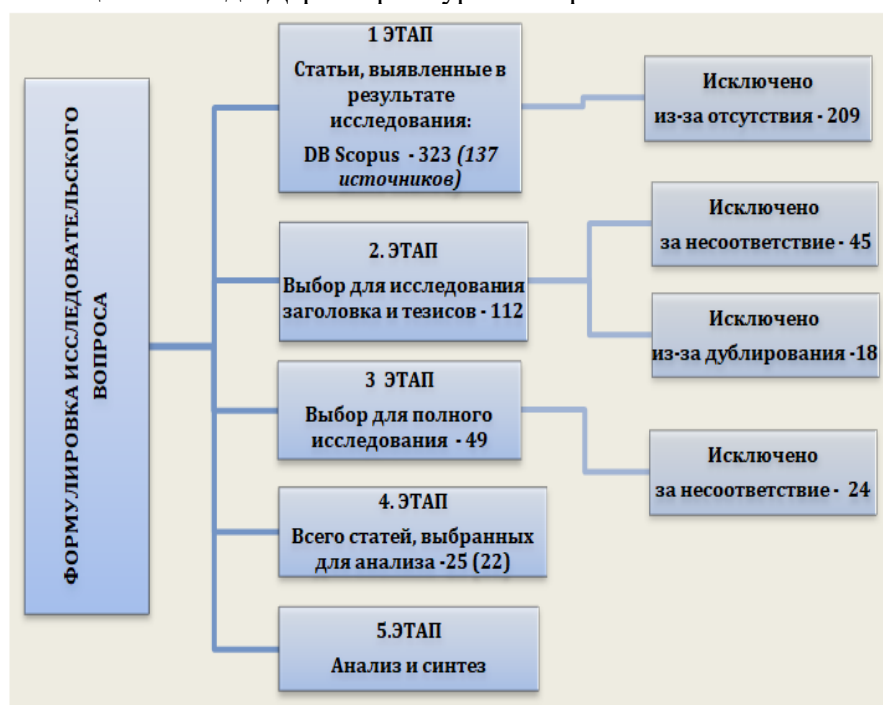 ФОРМУЛИРОВКА ИССЛЕДОВАТЕЛЬСКОГО
ВОПРОСА
1 ЭТАП
Статьи, выявленные в
результате
исследования:
DB Scopus - 323 (137
источников)
Исключено
из-за отсутствия - 209
2. ЭТАП
Выбор для исследования
заголовка и тезисов - 112
Исключено
за несоответствие - 45
Исключено
из-за дублирования -18
3 ЭТАП
Выбор для полного
исследования - 49
Исключено
за несоответствие - 24
4. ЭТАП
Всего статей, выбранных
для анализа -25 (22)
5.ЭТАП
Анализ и синтез